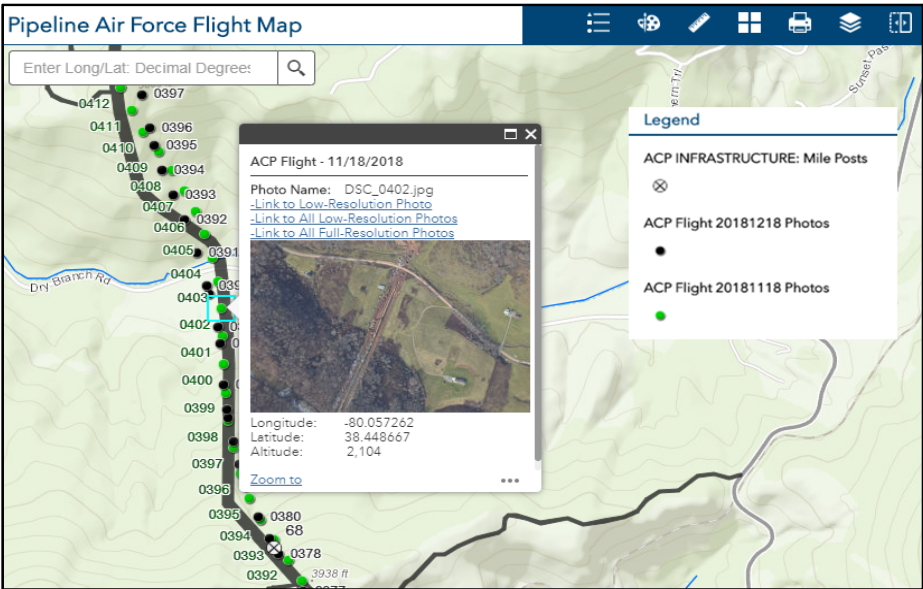 Pipeline Air Force Flight Map
Enter Long/Lat: Decimal Degrees
Sunset Pas
ern Trl
0397
0412
0411
0396
0410
0395
0409
0394
0408
0393
0407
0392
0406
0405
0391
0404
Dry Branch Rd
0403
0402
0401
0400
0399
0398
0397
0396
0395
0380
68
0394
0393
0378
0392
3938 ft
ACP Flight - 11/18/2018
Photo Name: DSC_0402.jpg
-Link to Low-Resolution Photo
-Link to All Low-Resolution Photos
-Link to All Full-Resolution Photos
Longitude: -80.057262
Latitude: 38.448667
Altitude: 2,104
Zoom to
Legend
ACP INFRASTRUCTURE: Mile Posts
ACP Flight 20181218 Photos
ACP Flight 20181118 Photos